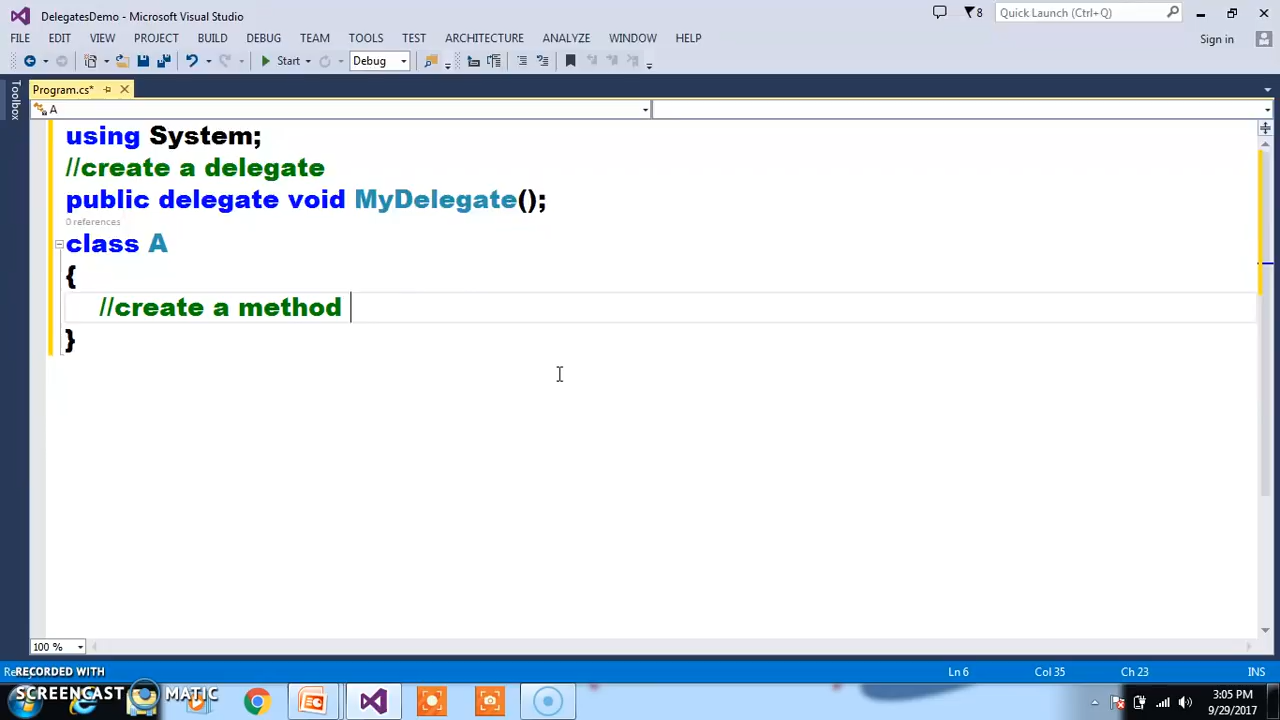 DelegatesDemo - Microsoft Visual Studio
8
Quick Launch (Ctrl+Q)
FILE EDIT VIEW PROJECT BUILD DEBUG TEAM TOOLS TEST ARCHITECTURE ANALYZE WINDOW HELP
Sign in
Start
Debug
Toolbox
Program.cs*
A
using System;
//create a delegate
public delegate void MyDelegate();
0 references
class A
{
//create a method
}
100 %
Ln 6 Col 35 Ch 23 INS
RECORDED WITH
SCREENCAST MATIC
3:05 PM
9/29/2017